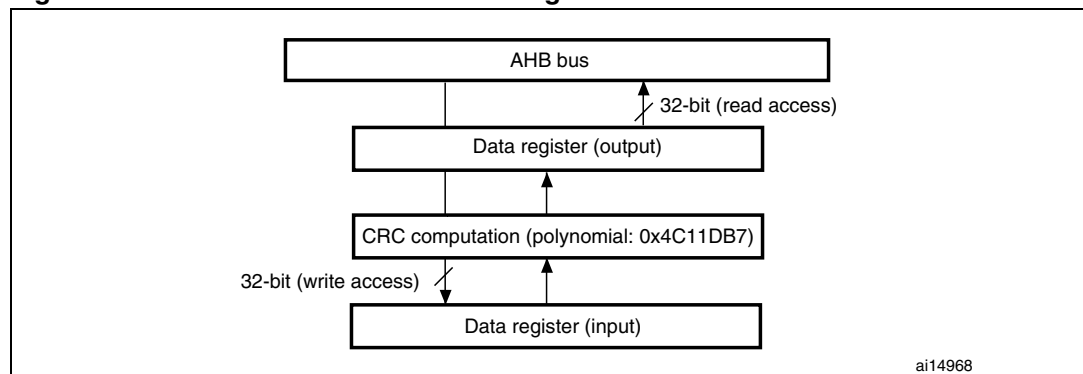 AHB bus
32-bit (read access)
Data register (output)
CRC computation (polynomial: 0x4C11DB7)
32-bit (write access)
Data register (input)
ai14968